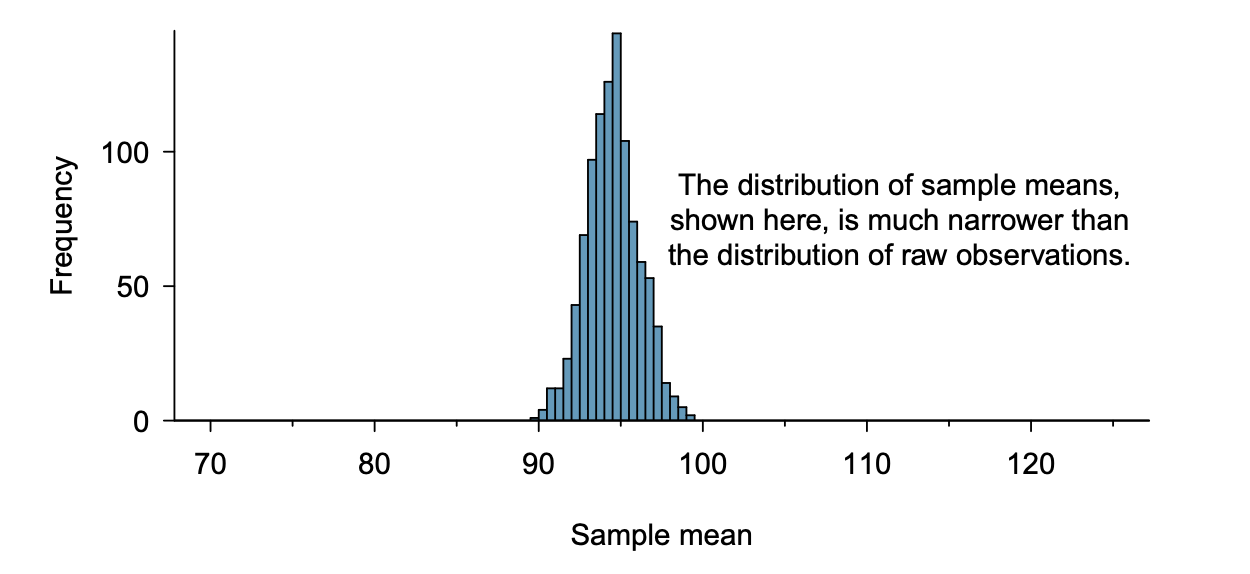 Frequency
100
50
0
The distribution of sample means,
shown here, is much narrower than
the distribution of raw observations.
70 80 90 100 110 120
Sample mean